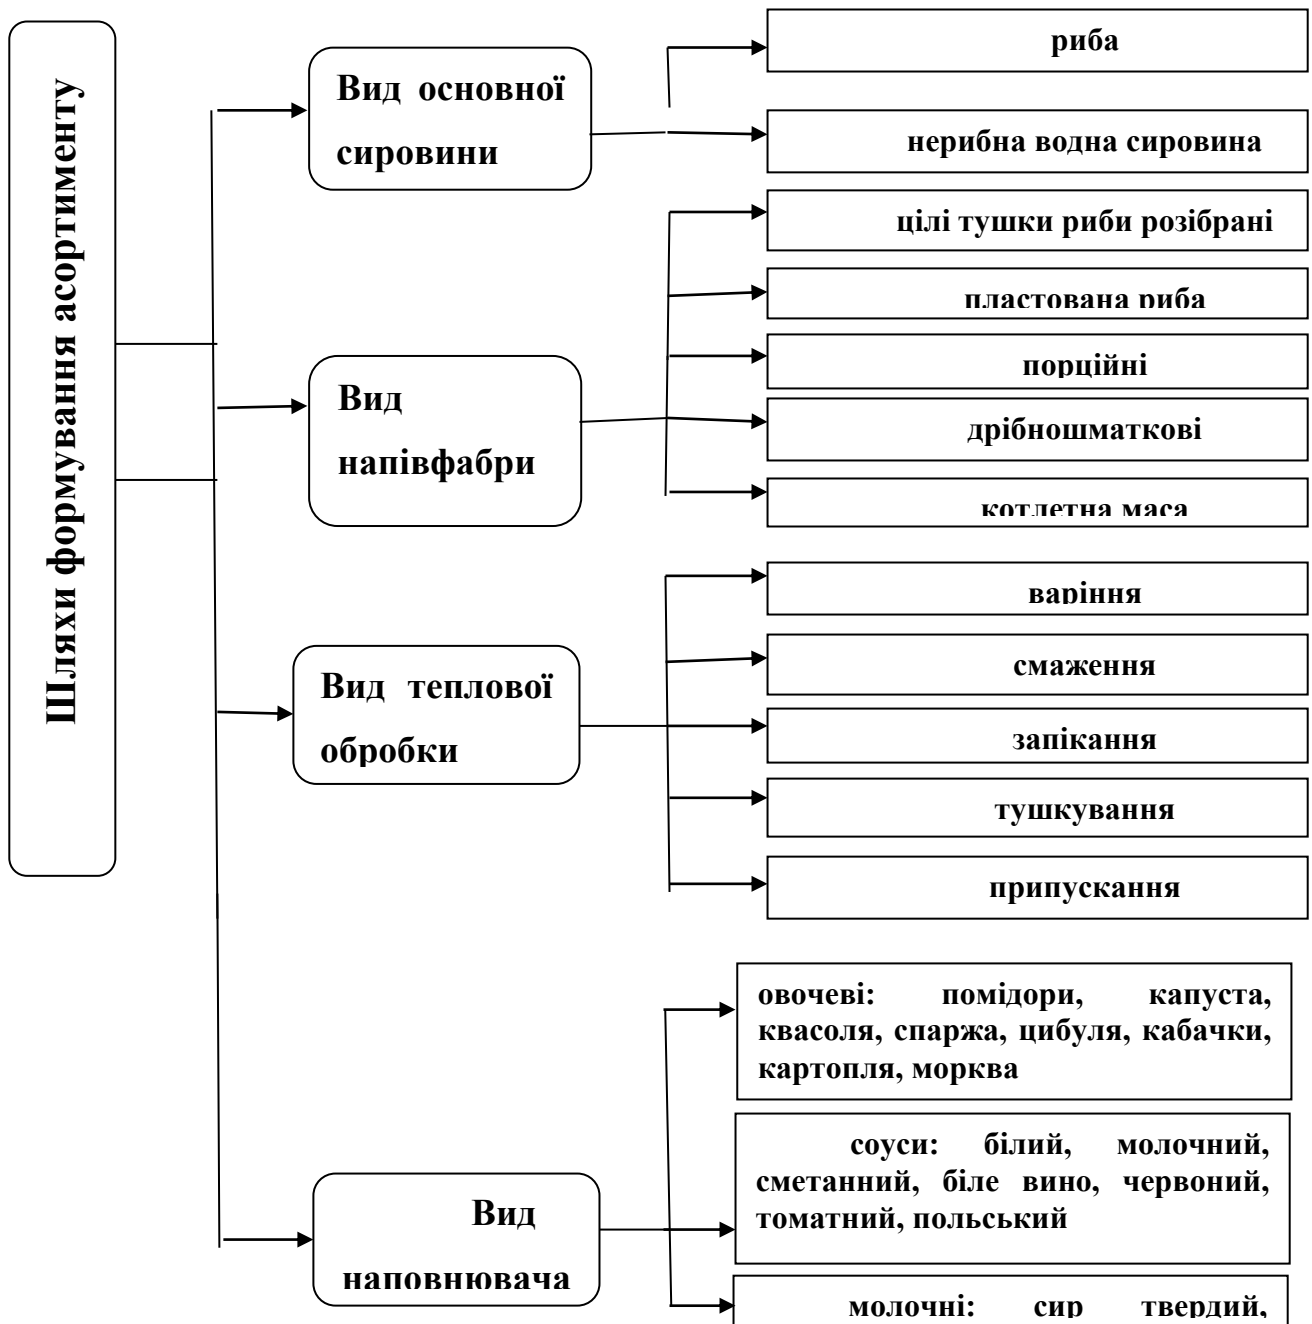 Шляхи формування асортименту
Вид основної
сировини
риба
нерибна водна сировина
Вид
напівфабри
цілі тушки риби розібрані
пластована риба
порційні
дрібношматкові
котлетна маса
Вид теплової
обробки
варіння
смаження
запікання
тушкування
припускання
Вид
наповнювача
овочеві: помідори, капуста,
квасоля, спаржа, цибуля, кабачки,
картопля, морква
соуси: білий, молочний,
сметанний, біле вино, червоний,
томатний, польський
молочні: сир твердий,